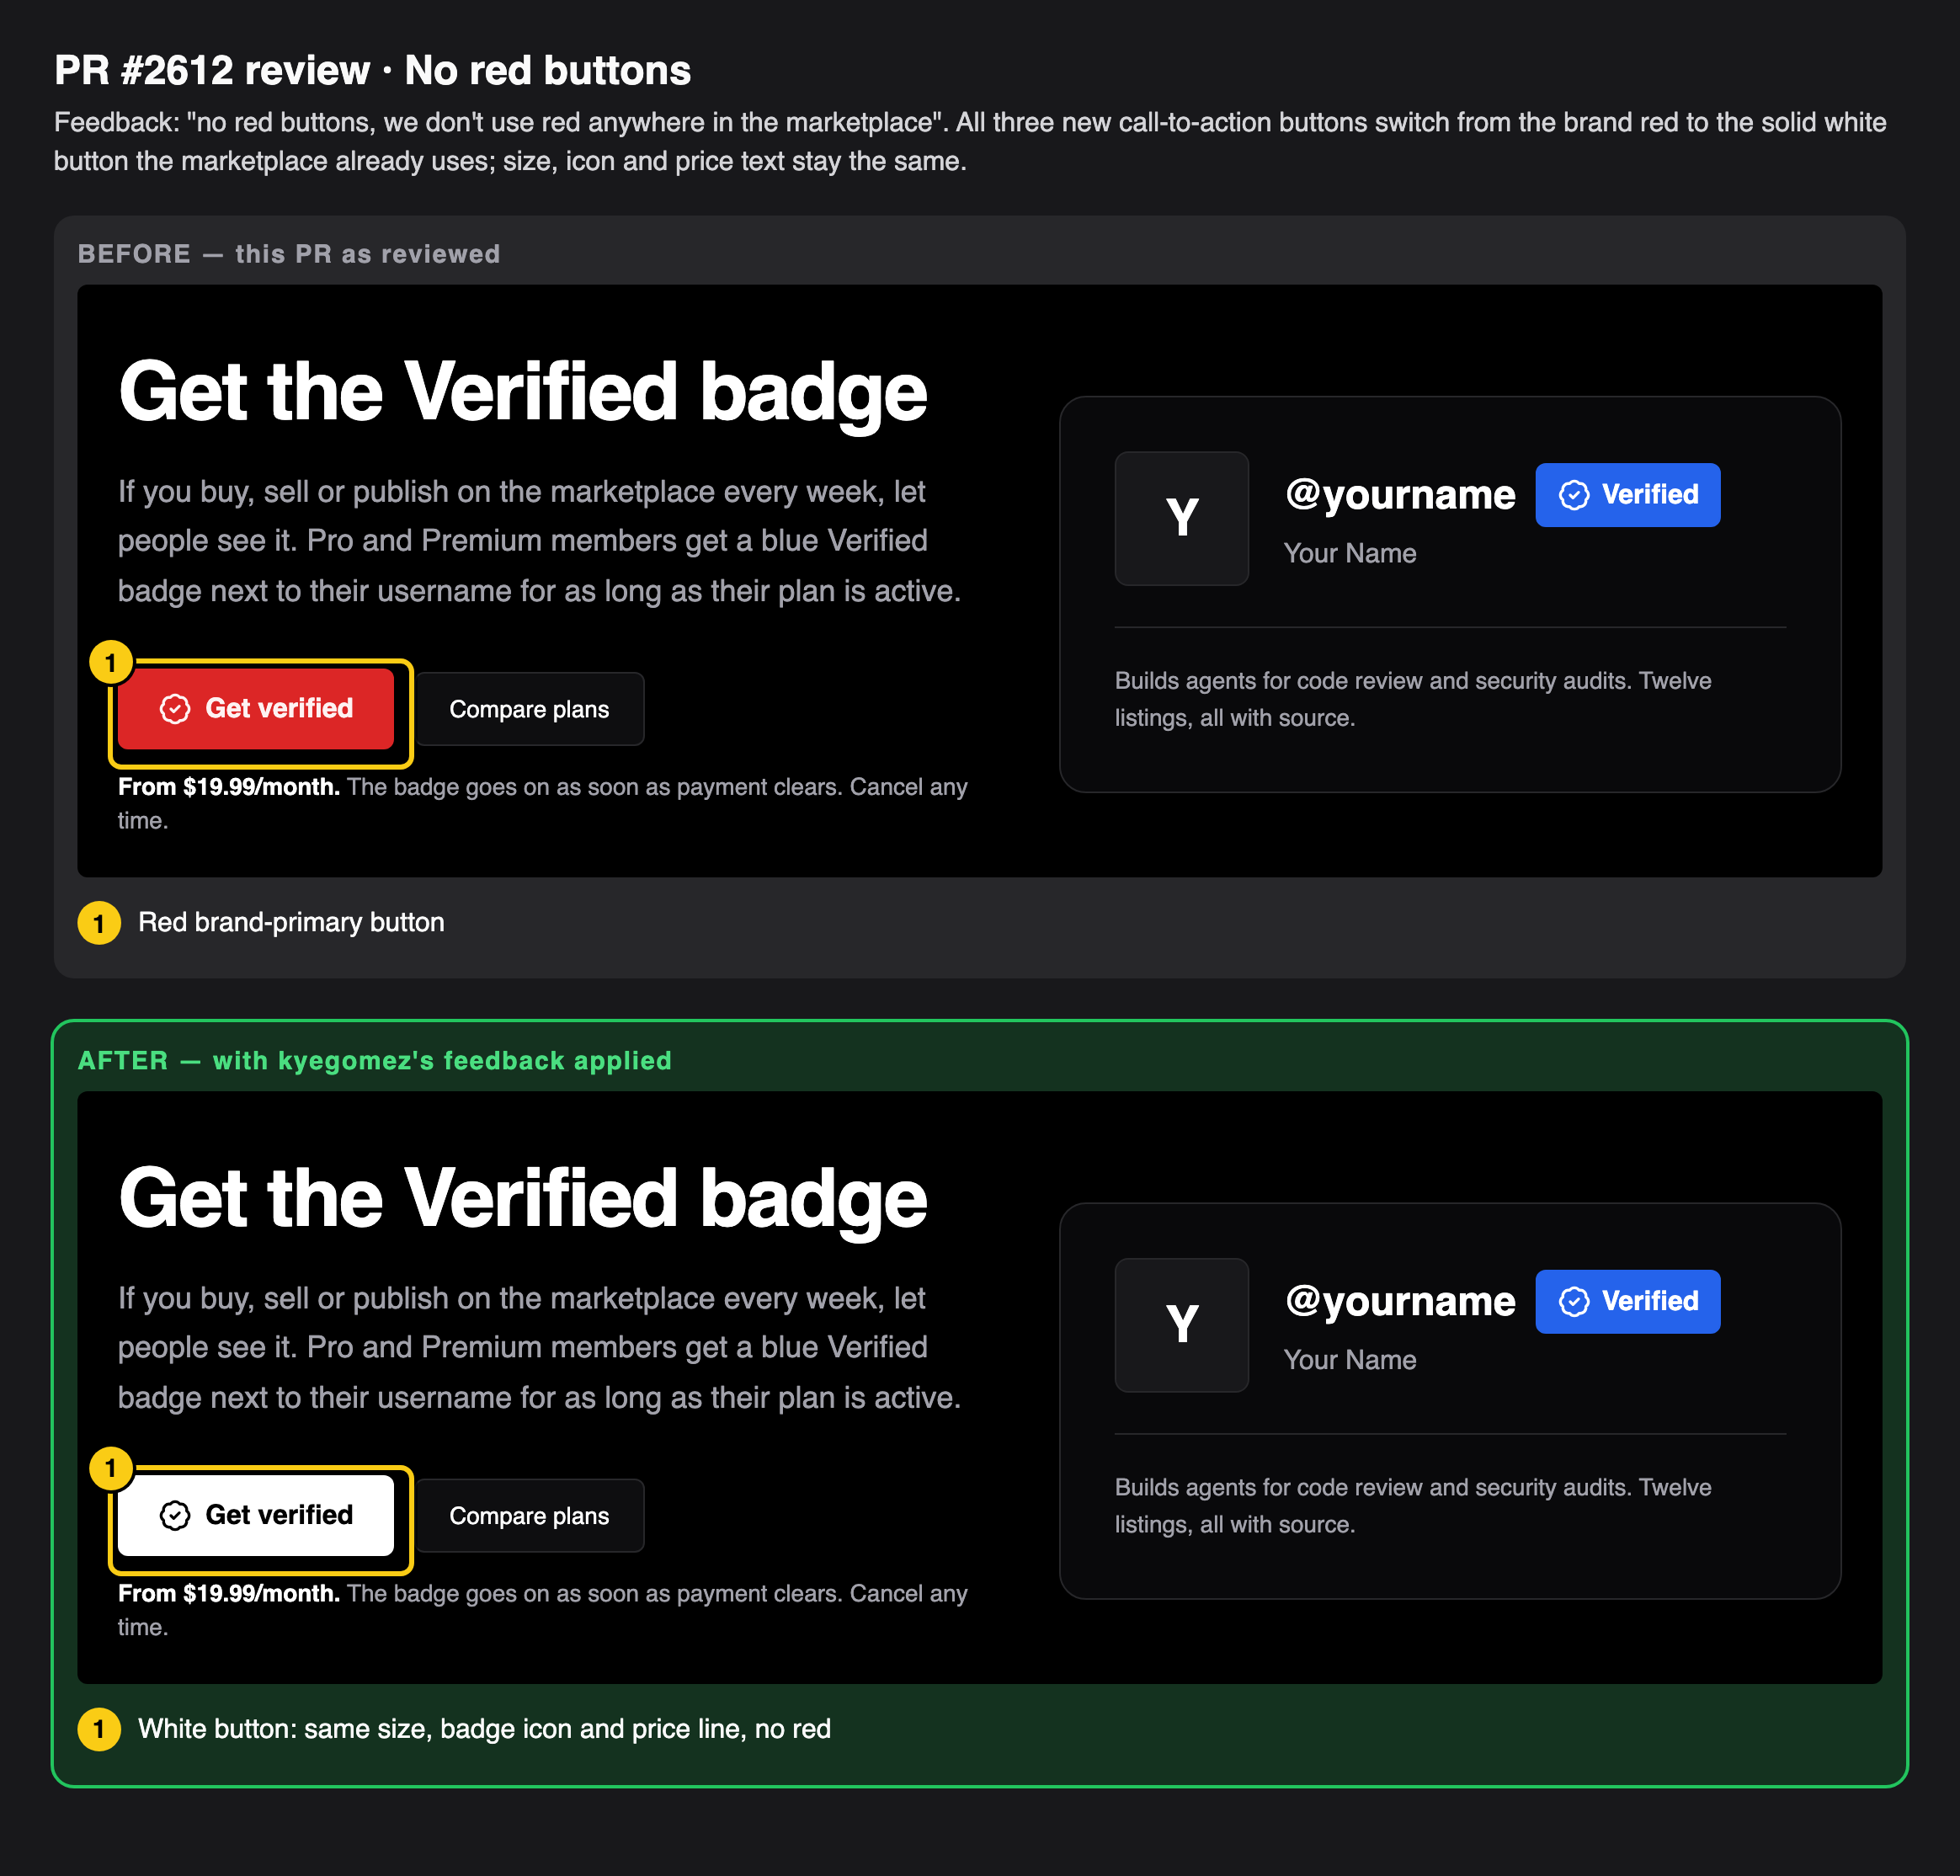 PR #2612 review · No red buttons
Feedback: "no red buttons, we don't use red anywhere in the marketplace". All three new call-to-action buttons switch from the brand red to the solid white
button the marketplace already uses; size, icon and price text stay the same.
BEFORE — this PR as reviewed
Get the Verified badge
If you buy, sell or publish on the marketplace every week, let
people see it. Pro and Premium members get a blue Verified
badge next to their username for as long as their plan is active.
1
Get verified
Compare plans
From $19.99/month. The badge goes on as soon as payment clears. Cancel any
time.
Y
@yourname
Verified
Your Name
Builds agents for code review and security audits. Twelve
listings, all with source.
1 Red brand-primary button
AFTER — with kyegomez's feedback applied
Get the Verified badge
If you buy, sell or publish on the marketplace every week, let
people see it. Pro and Premium members get a blue Verified
badge next to their username for as long as their plan is active.
1
Get verified
Compare plans
From $19.99/month. The badge goes on as soon as payment clears. Cancel any
time.
Y
@yourname
Verified
Your Name
Builds agents for code review and security audits. Twelve
listings, all with source.
1 White button: same size, badge icon and price line, no red